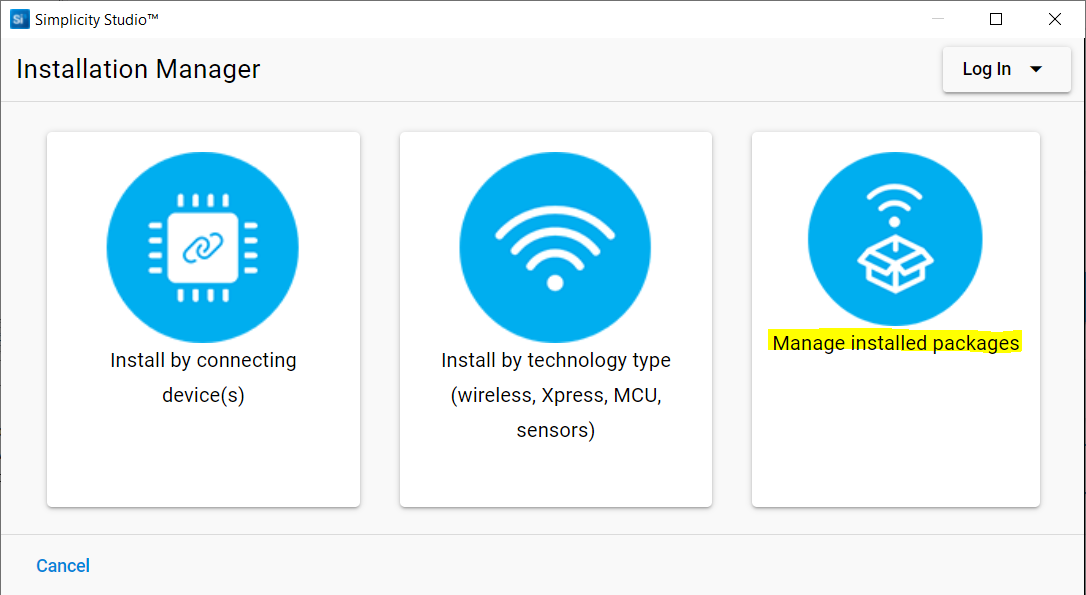 Si Simplicity Studio™
Installation Manager
Log In
Install by connecting
device(s)
Install by technology type
(wireless, Xpress, MCU,
sensors)
Manage installed packages
Cancel